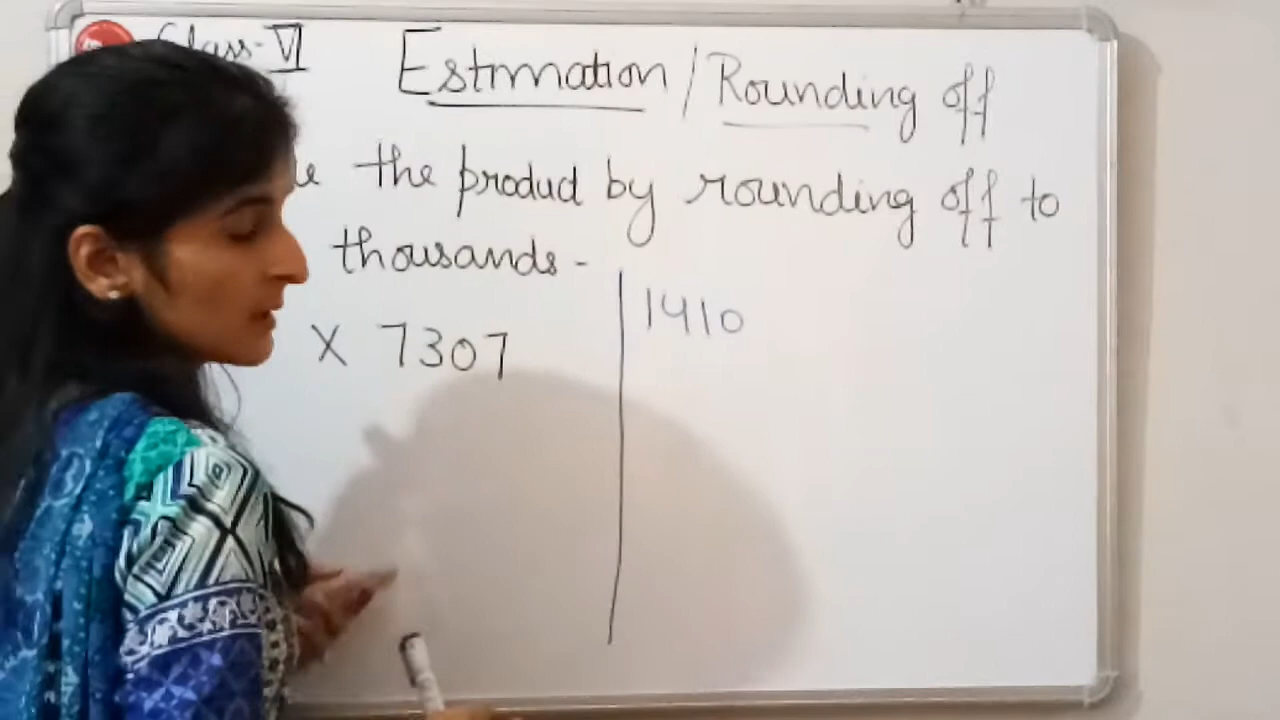 Class-VI
Estimation / Rounding off
the product by rounding off to
thousands -
X 7307
1410